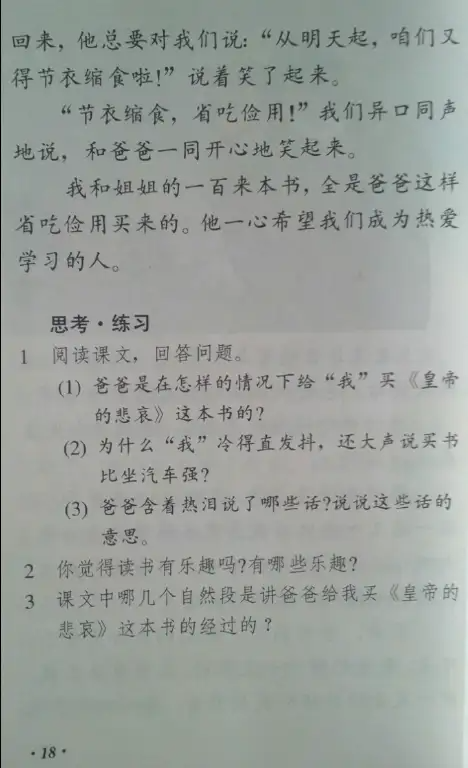 回来，他总要对我们说：“从明天起，咱们又
得节衣缩食啦！”说着笑了起来。
“节衣缩食，省吃俭用！”我们异口同声
地说，和爸爸一同开心地笑起来。
我和姐姐的一百来本书，全是爸爸这样
省吃俭用买来的。他一心希望我们成为热爱
学习的人。
思考·练习
1 阅读课文，回答问题。
(1) 爸爸是在怎样的情况下给“我”买《皇帝
的悲哀》这本书的？
(2) 为什么“我”冷得直发抖，还大声说买书
比坐汽车强？
(3) 爸爸含着热泪说了哪些话？说说这些话的
意思。
2 你觉得读书有乐趣吗？有哪些乐趣？
3 课文中哪几个自然段是讲爸爸给我买《皇帝的
悲哀》这本书的经过的？
·18·